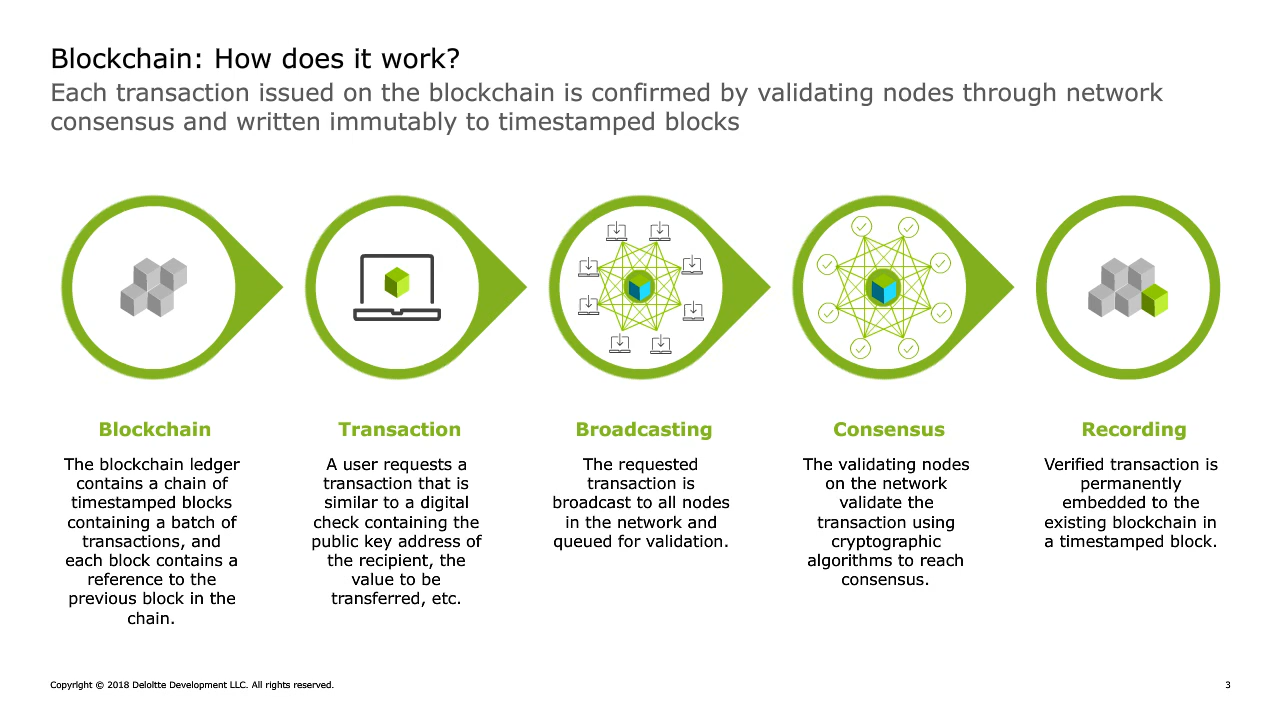 Blockchain: How does it work?
Each transaction issued on the blockchain is confirmed by validating nodes through network
consensus and written immutably to timestamped blocks
Blockchain
The blockchain ledger
contains a chain of
timestamped blocks
containing a batch of
transactions, and
each block contains a
reference to the
previous block in the
chain.
Transaction
A user requests a
transaction that is
similar to a digital
check containing the
public key address of
the recipient, the
value to be
transferred, etc.
Broadcasting
The requested
transaction is
broadcast to all nodes
in the network and
queued for validation.
Consensus
The validating nodes
on the network
validate the
transaction using
cryptographic
algorithms to reach
consensus.
Recording
Verified transaction is
permanently
embedded to the
existing blockchain in
a timestamped block.
Copyright © 2018 Deloitte Development LLC. All rights reserved.
3